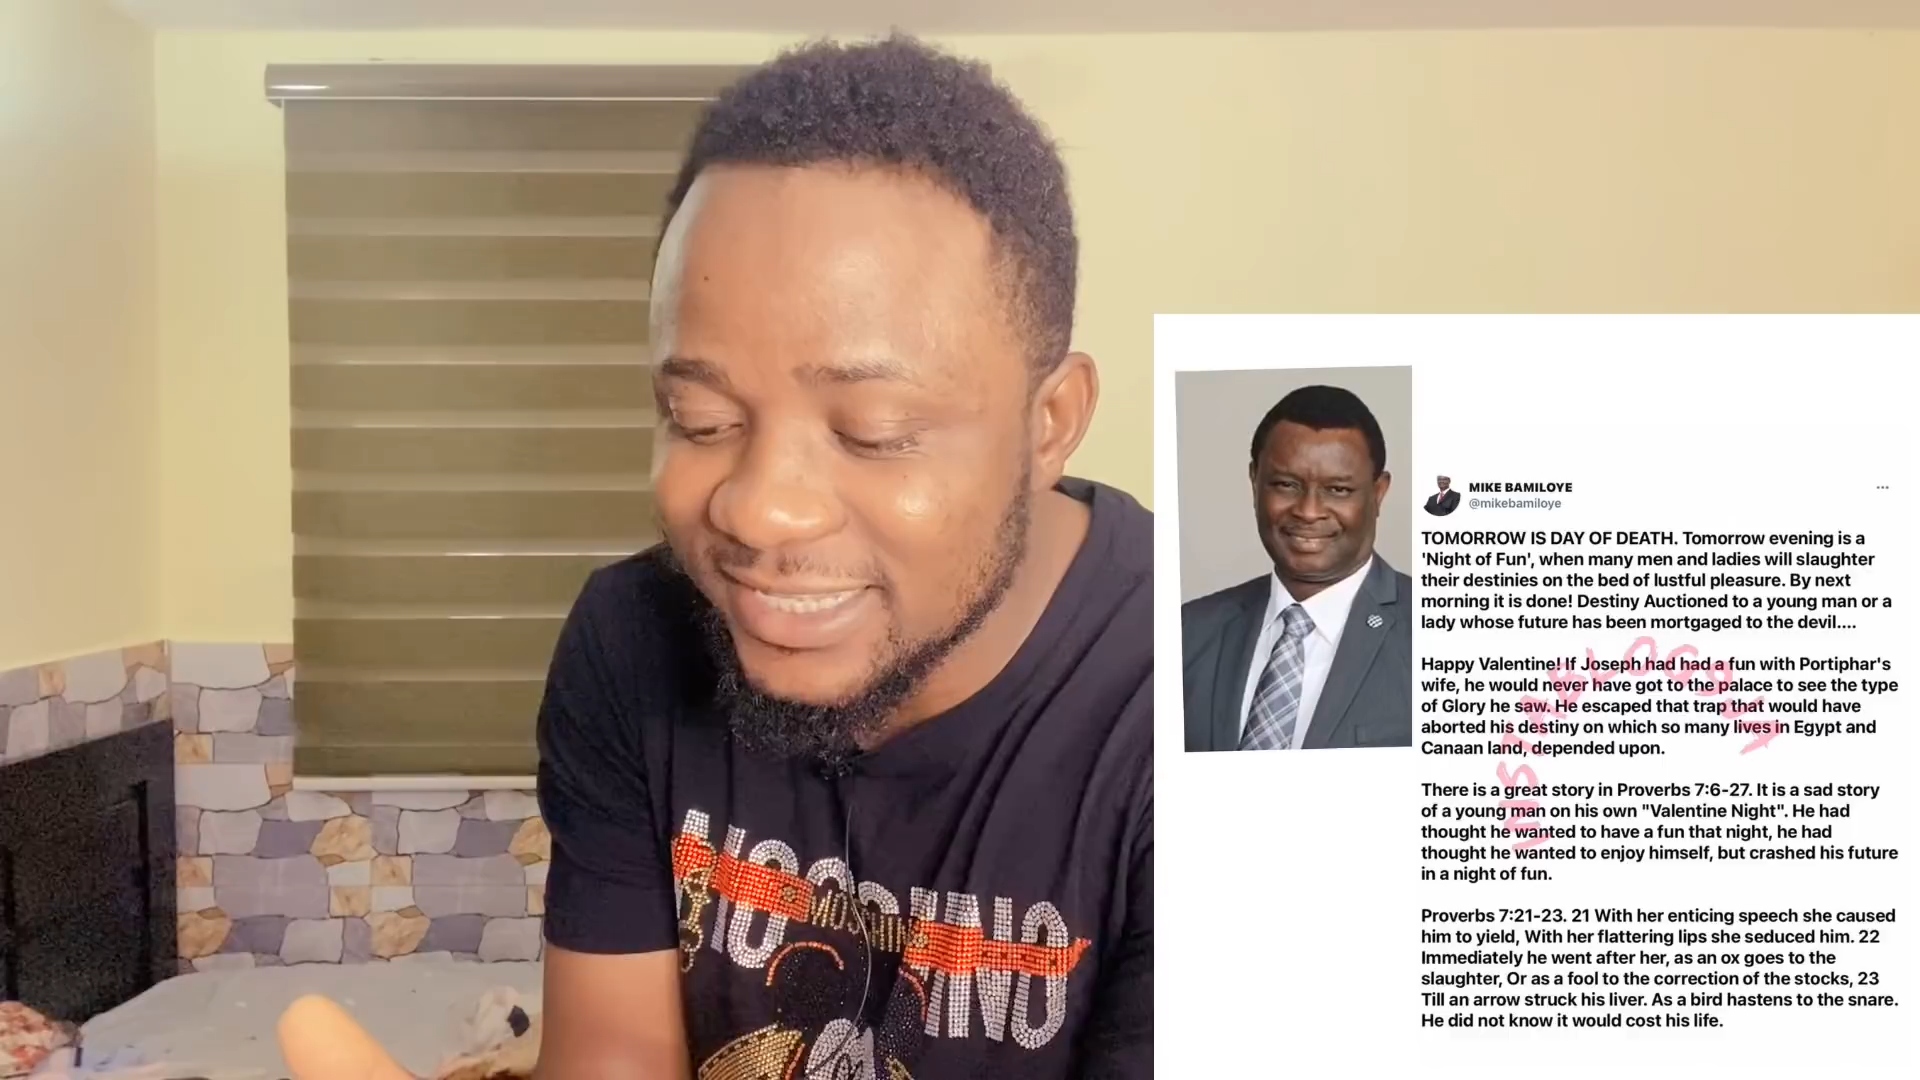 MOSCHINO
MOSCHINO
MIKE BAMILOYE
@mikebamiloye
TOMORROW IS DAY OF DEATH. Tomorrow evening is a
'Night of Fun', when many men and ladies will slaughter
their destinies on the bed of lustful pleasure. By next
morning it is done! Destiny Auctioned to a young man or a
lady whose future has been mortgaged to the devil....
Happy Valentine! If Joseph had had a fun with Portiphar's
wife, he would never have got to the palace to see the type
of Glory he saw. He escaped that trap that would have
aborted his destiny on which so many lives in Egypt and
Canaan land, depended upon.
There is a great story in Proverbs 7:6-27. It is a sad story
of a young man on his own "Valentine Night". He had
thought he wanted to have a fun that night, he had
thought he wanted to enjoy himself, but crashed his future
in a night of fun.
Proverbs 7:21-23. 21 With her enticing speech she caused
him to yield, With her flattering lips she seduced him. 22
Immediately he went after her, as an ox goes to the
slaughter, Or as a fool to the correction of the stocks, 23
Till an arrow struck his liver. As a bird hastens to the snare.
He did not know it would cost his life.
INSTABLOG9JA